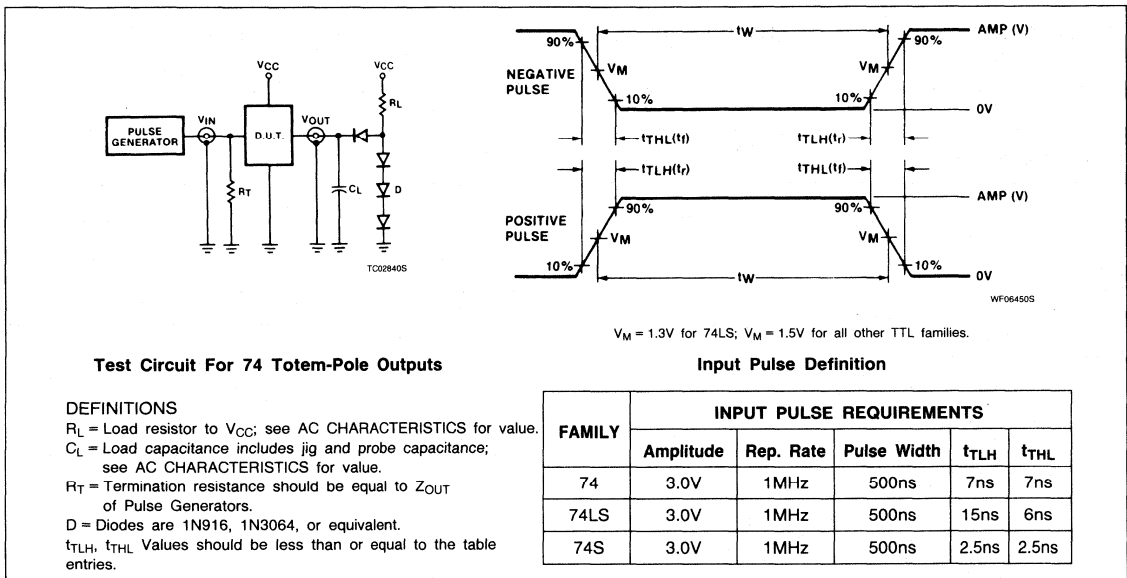 VCC
VCC
RL
VIN
VOUT
PULSE GENERATOR
D.U.T.
RT
CL
D
TC02840S
tW
AMP (V)
90%
90%
VM
VM
NEGATIVE PULSE
10%
10%
0V
tTHL(tf)
tTLH(tr)
tTLH(tr)
tTHL(tf)
AMP (V)
90%
90%
POSITIVE PULSE
VM
VM
10%
10%
tW
0V
WF06450S
VM = 1.3V for 74LS; VM = 1.5V for all other TTL families.
Test Circuit For 74 Totem-Pole Outputs
Input Pulse Definition
DEFINITIONS
RL = Load resistor to VCC; see AC CHARACTERISTICS for value.
CL = Load capacitance includes jig and probe capacitance;
see AC CHARACTERISTICS for value.
RT = Termination resistance should be equal to ZOUT
of Pulse Generators.
D = Diodes are 1N916, 1N3064, or equivalent.
tTLH, tTHL Values should be less than or equal to the table
entries.
FAMILY INPUT PULSE REQUIREMENTS
Amplitude Rep. Rate Pulse Width tTLH tTHL
74 3.0V 1MHz 500ns 7ns 7ns
74LS 3.0V 1MHz 500ns 15ns 6ns
74S 3.0V 1MHz 500ns 2.5ns 2.5ns